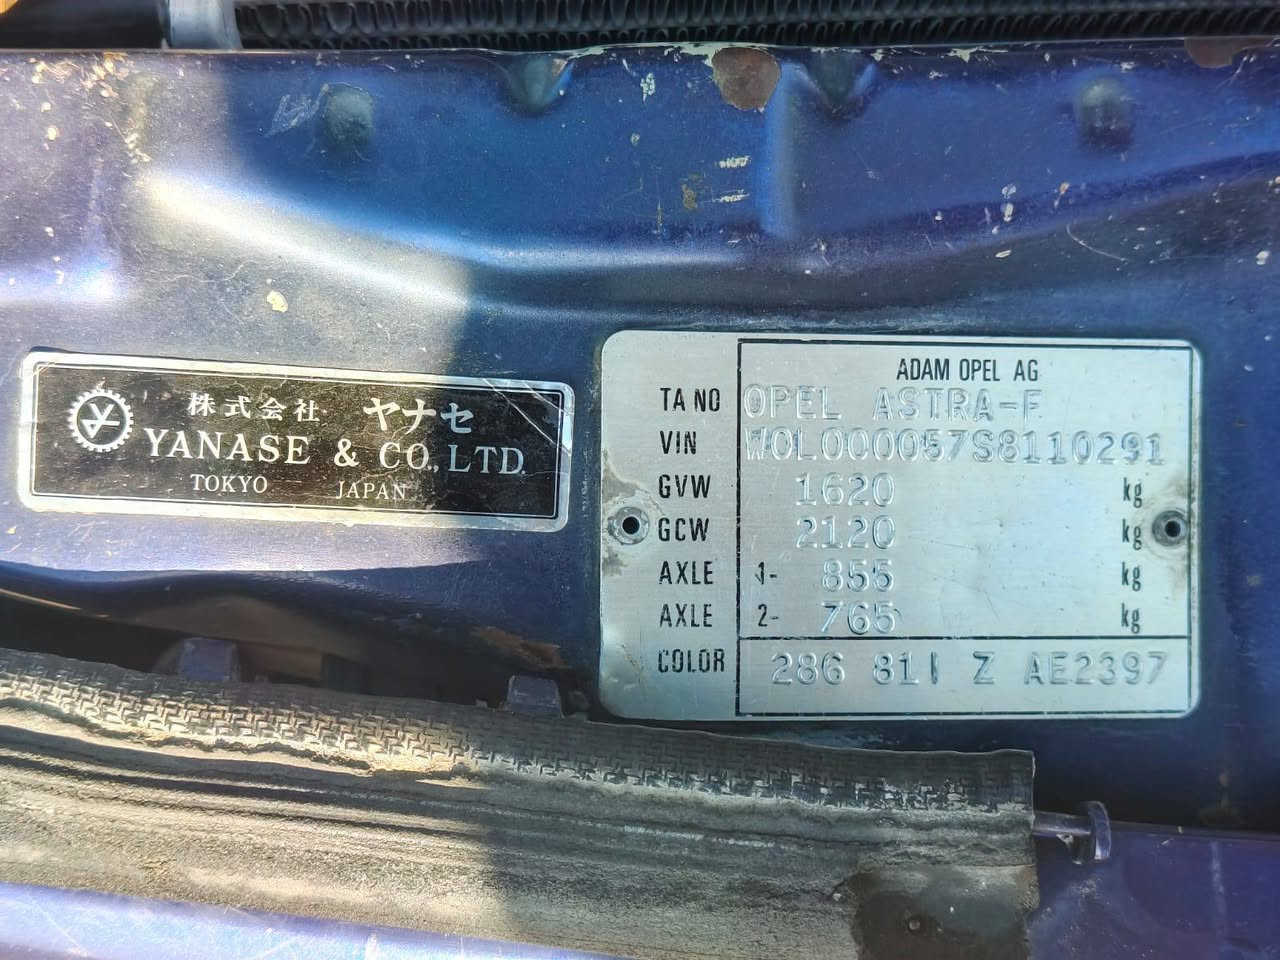 株式会社 ヤナセ
YANASE & CO., LTD.
TOKYO JAPAN
ADAM OPEL AG
TA NO OPEL ASTRA-F
VIN W0L000057S8110291
GVW 1620 kg
GCW 2120 kg
AXLE 1- 855 kg
AXLE 2- 765 kg
COLOR 286 81I Z AE2397